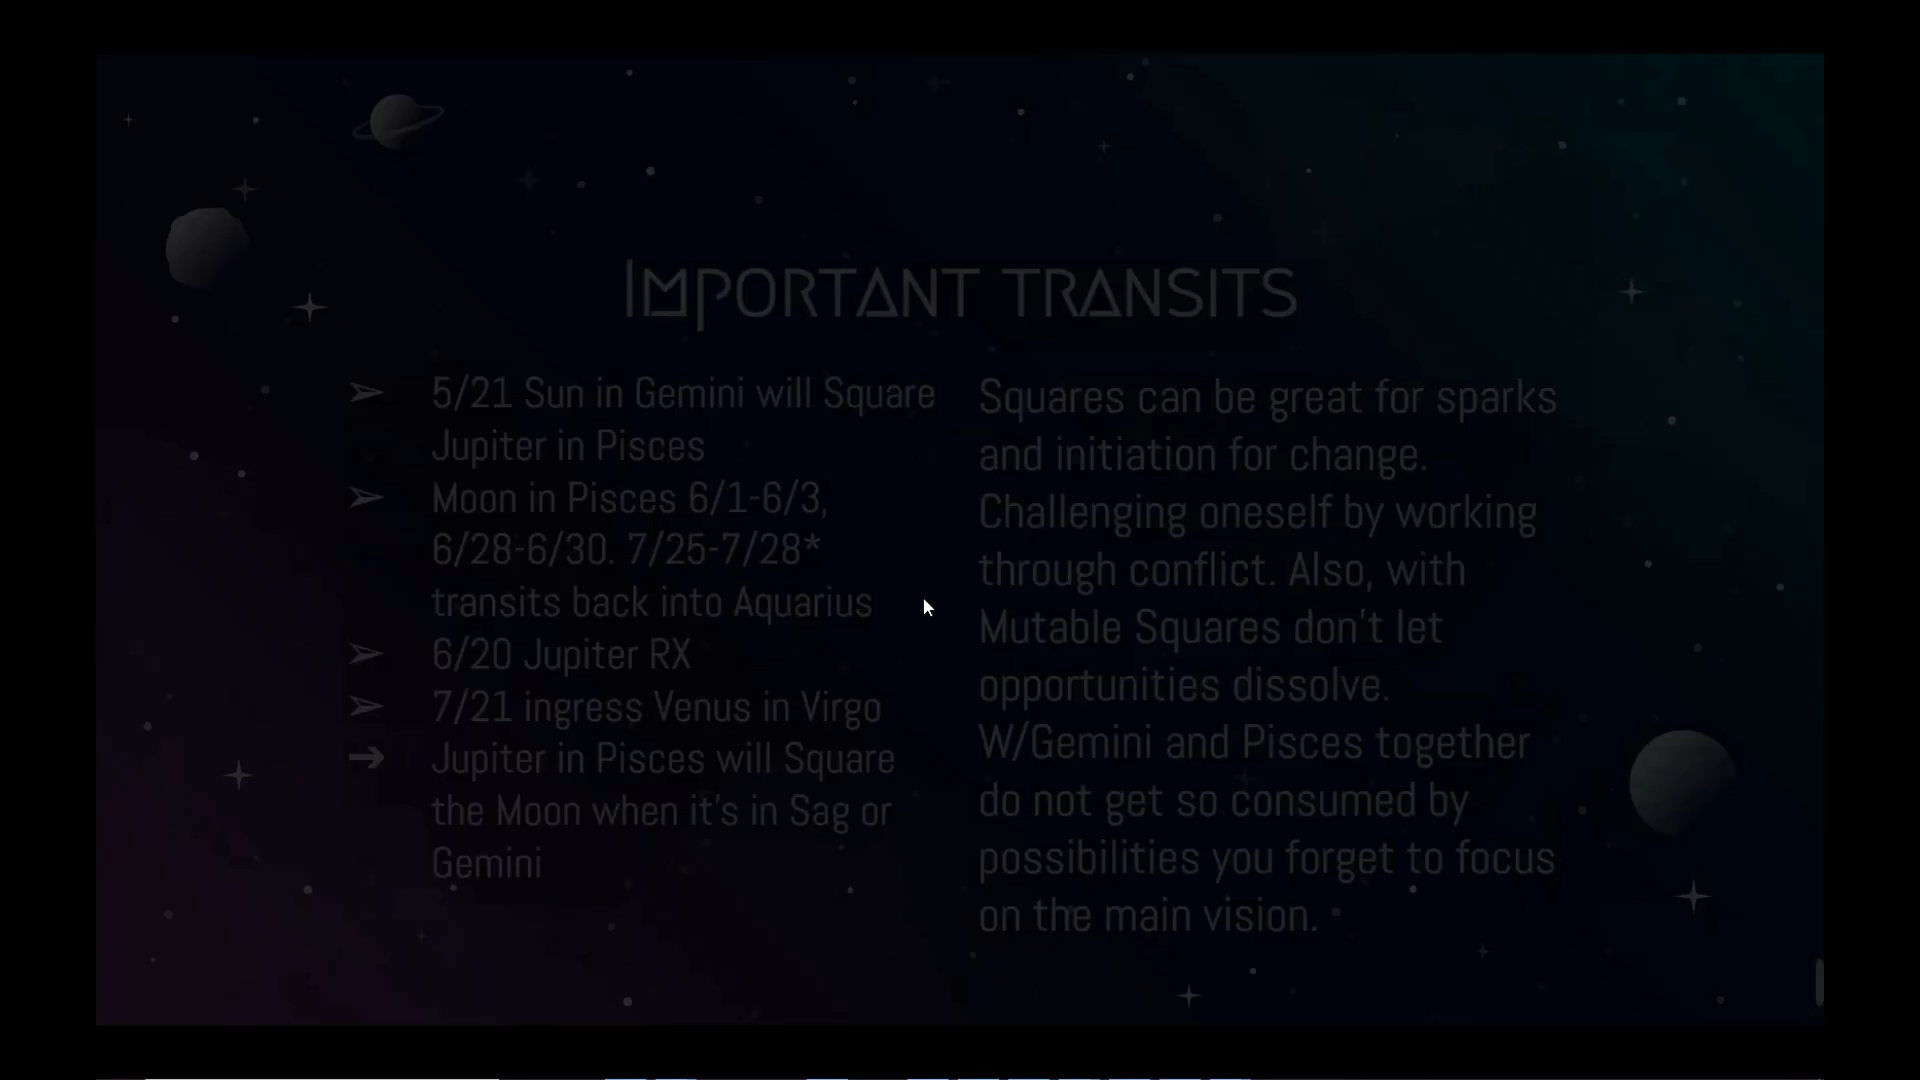 Important transits
➢ 5/21 Sun in Gemini will Square
Jupiter in Pisces
➢ Moon in Pisces 6/1-6/3,
6/28-6/30. 7/25-7/28*
transits back into Aquarius
➢ 6/20 Jupiter RX
➢ 7/21 ingress Venus in Virgo
➔ Jupiter in Pisces will Square
the Moon when it's in Sag or
Gemini
Squares can be great for sparks
and initiation for change.
Challenging oneself by working
through conflict. Also, with
Mutable Squares don't let
opportunities dissolve.
W/Gemini and Pisces together
do not get so consumed by
possibilities you forget to focus
on the main vision.